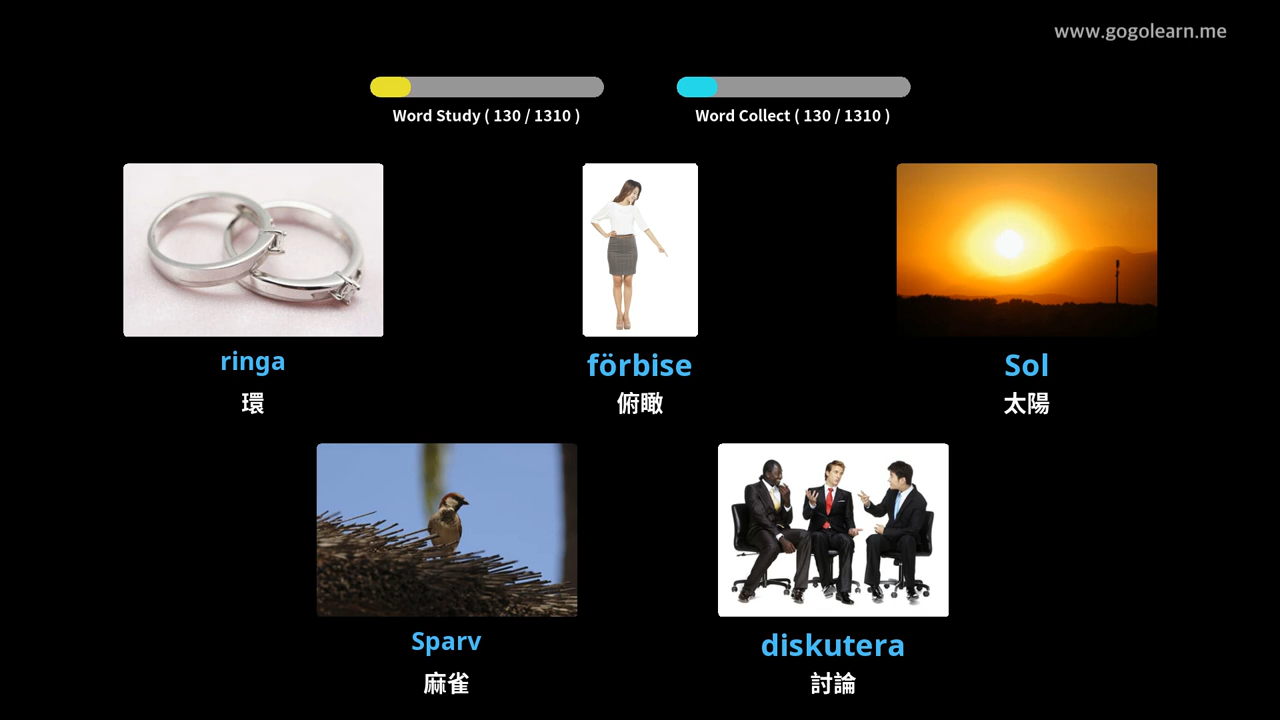 www.gogolearn.me
Word Study ( 130 / 1310 )
Word Collect ( 130 / 1310 )
ringa
環
förbise
俯瞰
Sol
太陽
Sparv
麻雀
diskutera
討論